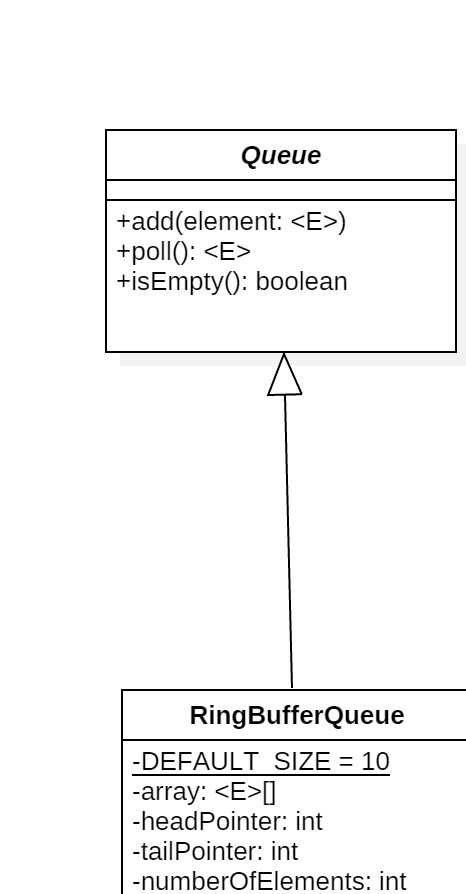 Queue
+add(element: <E>)
+poll(): <E>
+isEmpty(): boolean
RingBufferQueue
-DEFAULT_SIZE = 10
-array: <E>[]
-headPointer: int
-tailPointer: int
-numberOfElements: int